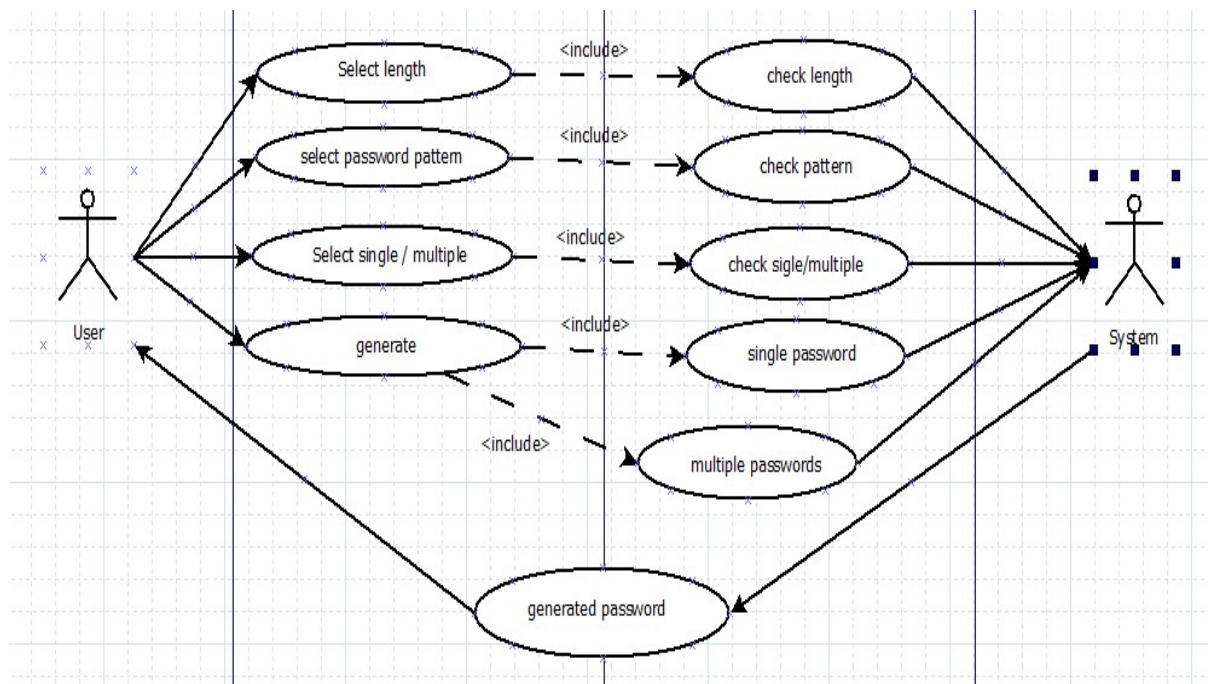 <include>
Select length
check length
<include>
select password pattern
check pattern
<include>
Select single / multiple
check sigle/multiple
<include>
User
generate
single password
System
<include>
multiple passwords
generated password